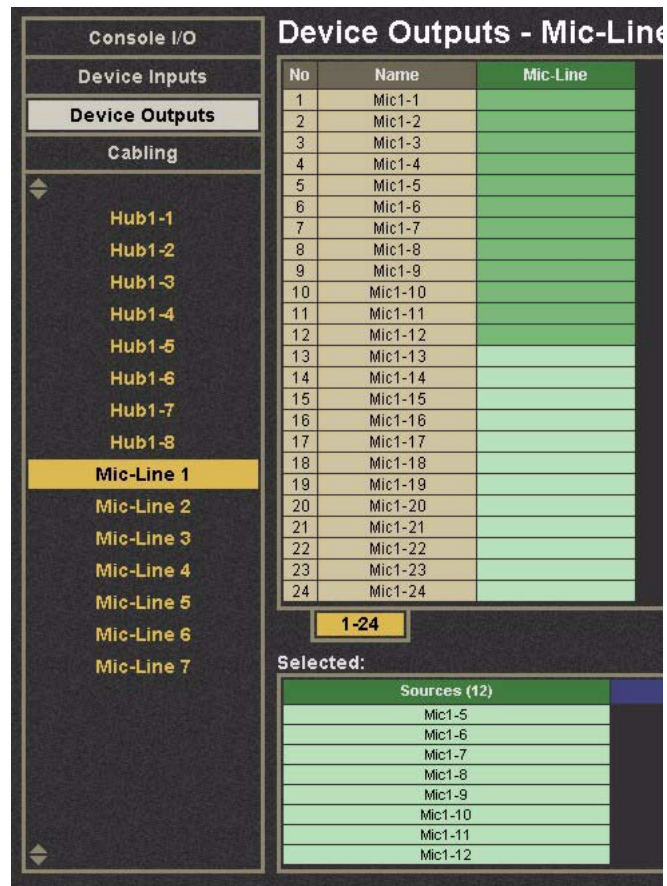 Console I/O
Device Inputs
Device Outputs
Cabling
Hub1-1
Hub1-2
Hub1-3
Hub1-4
Hub1-5
Hub1-6
Hub1-7
Hub1-8
Mic-Line 1
Mic-Line 2
Mic-Line 3
Mic-Line 4
Mic-Line 5
Mic-Line 6
Mic-Line 7
Device Outputs - Mic-Line
No Name Mic-Line
1 Mic1-1
2 Mic1-2
3 Mic1-3
4 Mic1-4
5 Mic1-5
6 Mic1-6
7 Mic1-7
8 Mic1-8
9 Mic1-9
10 Mic1-10
11 Mic1-11
12 Mic1-12
13 Mic1-13
14 Mic1-14
15 Mic1-15
16 Mic1-16
17 Mic1-17
18 Mic1-18
19 Mic1-19
20 Mic1-20
21 Mic1-21
22 Mic1-22
23 Mic1-23
24 Mic1-24
1-24
Selected:
Sources (12)
Mic1-5
Mic1-6
Mic1-7
Mic1-8
Mic1-9
Mic1-10
Mic1-11
Mic1-12